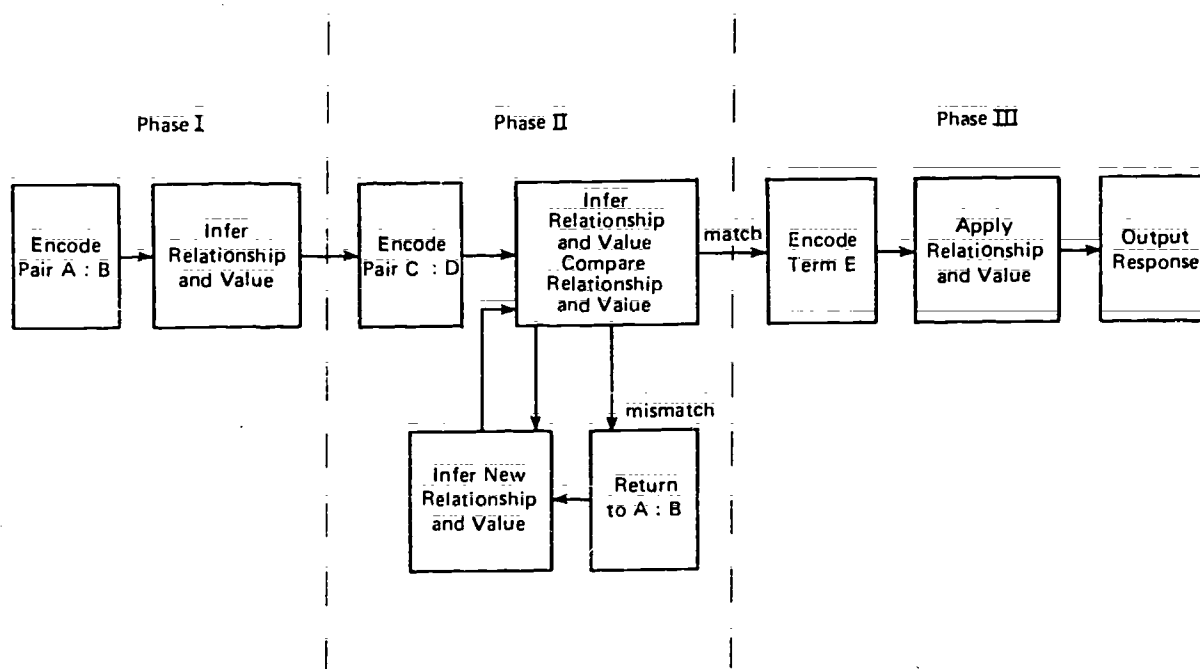 Phase I
Phase II
Phase III
Encode
Pair A : B
Infer
Relationship
and Value
Encode
Pair C : D
Infer
Relationship
and Value
Compare
Relationship
and Value
match
Encode
Term E
Apply
Relationship
and Value
Output
Response
mismatch
Infer New
Relationship
and Value
Return
to A : B